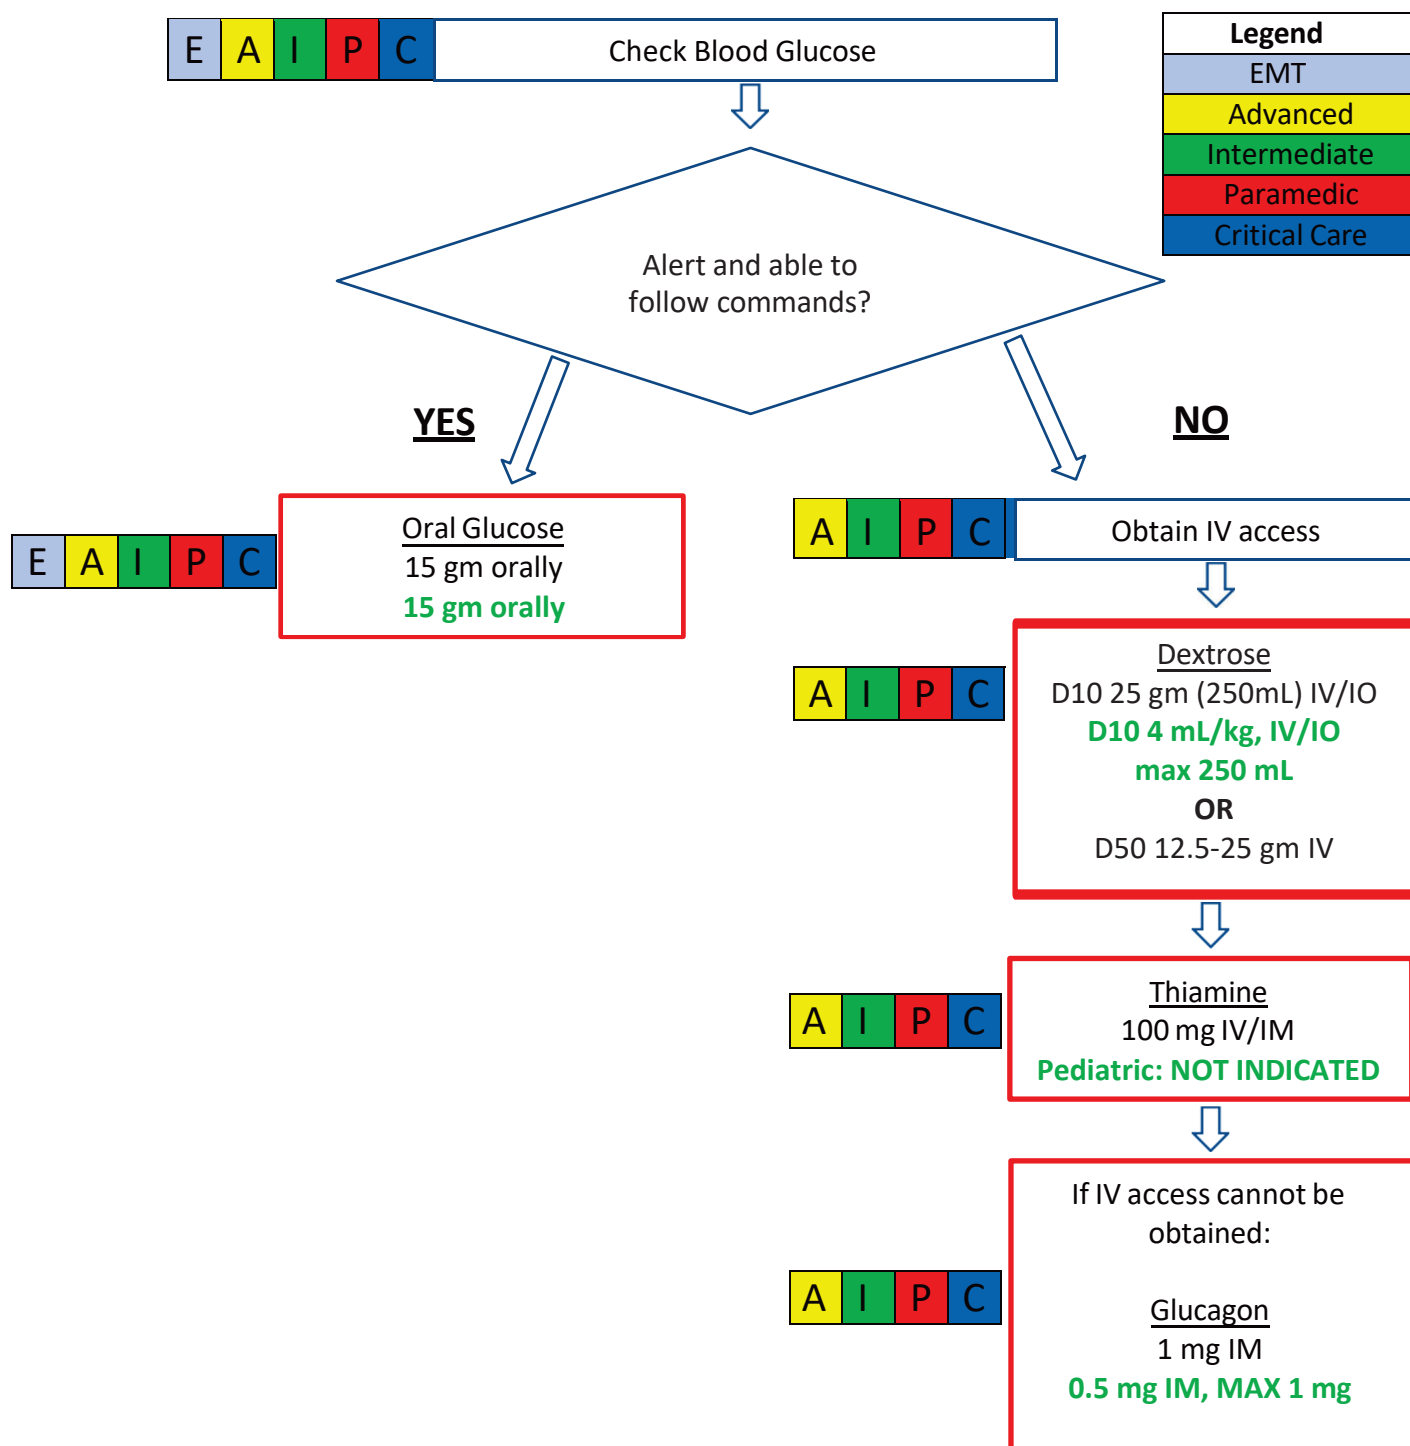 E A I P C Check Blood Glucose
Legend
EMT
Advanced
Intermediate
Paramedic
Critical Care
Alert and able to
follow commands?
YES
NO
E A I P C
Oral Glucose
15 gm orally
15 gm orally
A I P C Obtain IV access
A I P C
Dextrose
D10 25 gm (250mL) IV/IO
D10 4 mL/kg, IV/IO
max 250 mL
OR
D50 12.5-25 gm IV
A I P C
Thiamine
100 mg IV/IM
Pediatric: NOT INDICATED
A I P C
If IV access cannot be
obtained:
Glucagon
1 mg IM
0.5 mg IM, MAX 1 mg